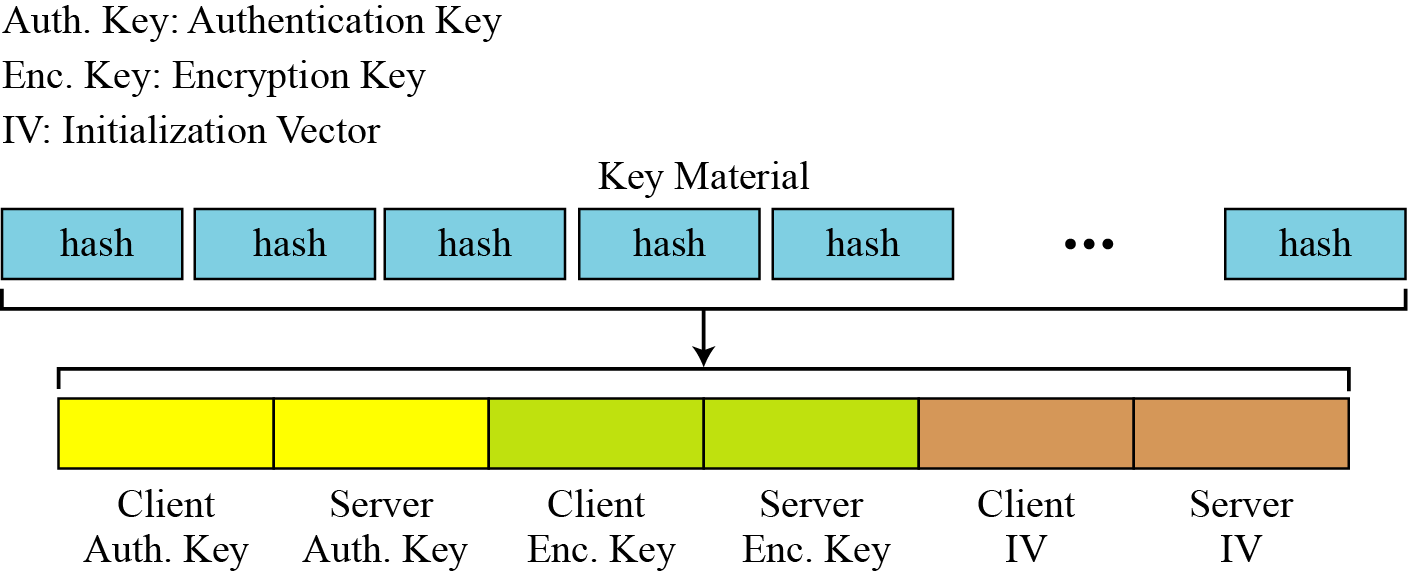 Auth. Key: Authentication Key
Enc. Key: Encryption Key
IV: Initialization Vector
Key Material
hash hash hash hash hash ... hash
Client Server Client Server Client Server
Auth. Key Auth. Key Enc. Key Enc. Key IV IV